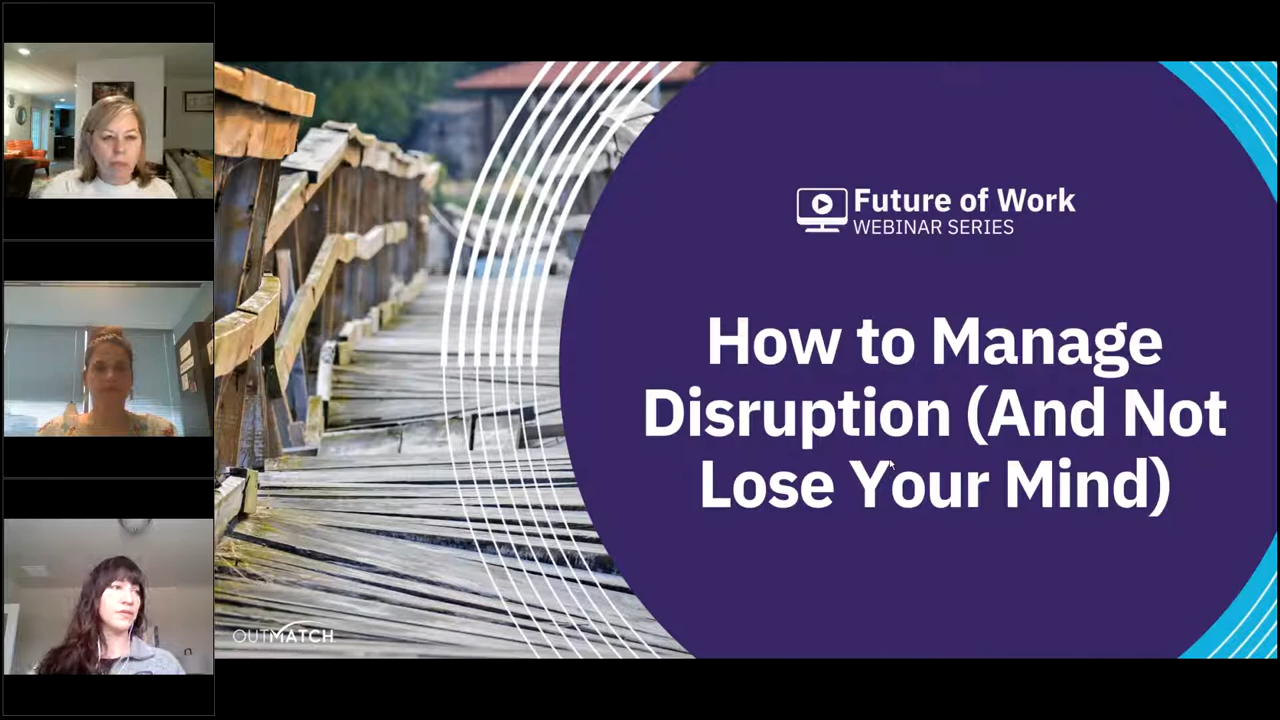 Future of Work
WEBINAR SERIES
How to Manage
Disruption (And Not
Lose Your Mind)
OUTMATCH